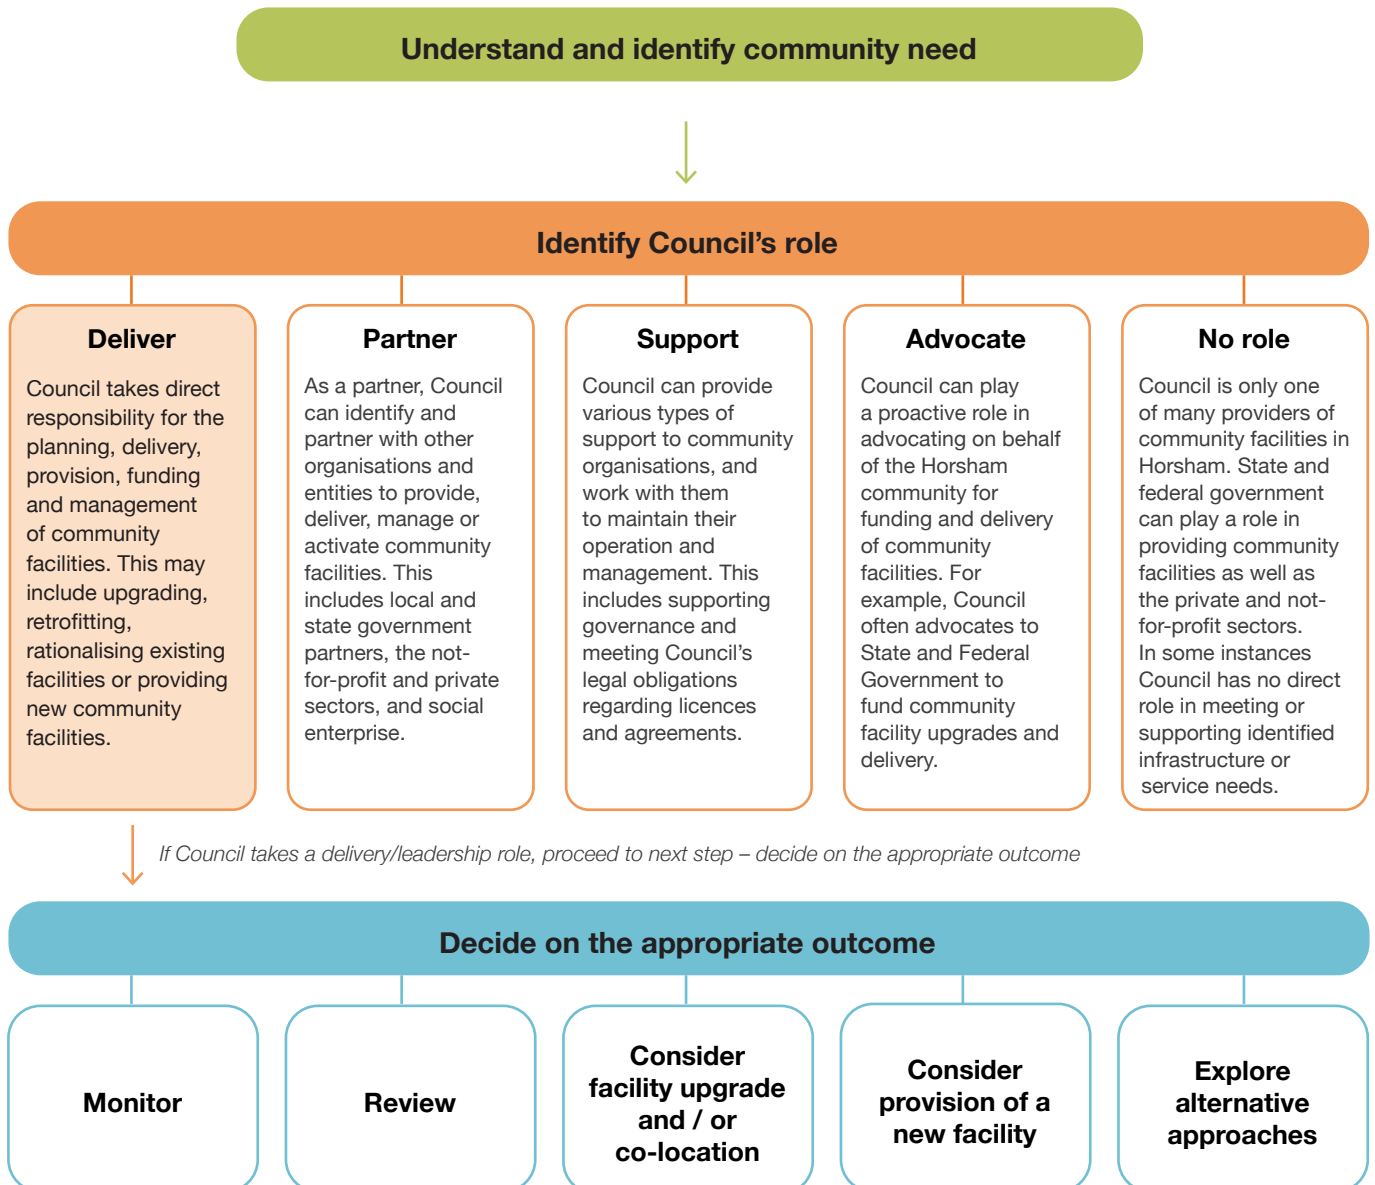 Understand and identify community need
Identify Council’s role
Deliver
Council takes direct
responsibility for the
planning, delivery,
provision, funding
and management
of community
facilities. This may
include upgrading,
retrofitting,
rationalising existing
facilities or providing
new community
facilities.
Partner
As a partner, Council
can identify and
partner with other
organisations and
entities to provide,
deliver, manage or
activate community
facilities. This
includes local and
state government
partners, the not-
for-profit and private
sectors, and social
enterprise.
Support
Council can provide
various types of
support to community
organisations, and
work with them
to maintain their
operation and
management. This
includes supporting
governance and
meeting Council’s
legal obligations
regarding licences
and agreements.
Advocate
Council can play
a proactive role in
advocating on behalf
of the Horsham
community for
funding and delivery
of community
facilities. For
example, Council
often advocates to
State and Federal
Government to
fund community
facility upgrades and
delivery.
No role
Council is only one
of many providers of
community facilities in
Horsham. State and
federal government
can play a role in
providing community
facilities as well as
the private and not-
for-profit sectors.
In some instances
Council has no direct
role in meeting or
supporting identified
infrastructure or
service needs.
If Council takes a delivery/leadership role, proceed to next step – decide on the appropriate outcome
Decide on the appropriate outcome
Monitor
Review
Consider
facility upgrade
and / or
co-location
Consider
provision of a
new facility
Explore
alternative
approaches